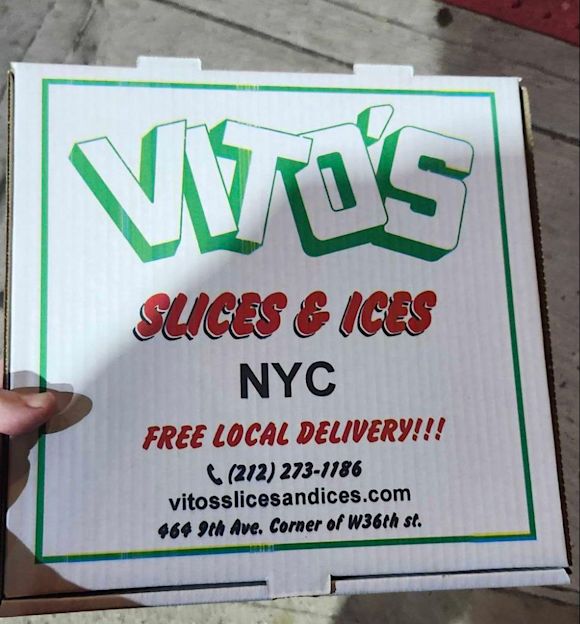 VITO'S
SLICES & ICES
NYC
FREE LOCAL DELIVERY!!!
(212) 273-1186
vitosslicesandices.com
464 9th Ave. Corner of W36th st.